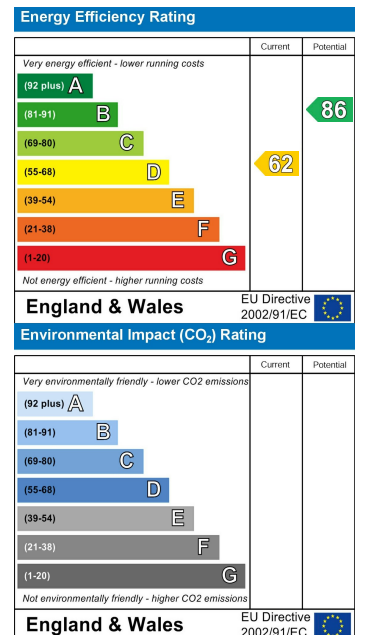 Energy Efficiency Rating
Current Potential
Very energy efficient - lower running costs
(92 plus) A
(81-91) B
86
(69-80) C
(55-68) D
62
(39-54) E
(21-38) F
(1-20) G
Not energy efficient - higher running costs
England & Wales
EU Directive
2002/91/EC
Environmental Impact (CO₂) Rating
Current Potential
Very environmentally friendly - lower CO2 emissions
(92 plus) A
(81-91) B
(69-80) C
(55-68) D
(39-54) E
(21-38) F
(1-20) G
Not environmentally friendly - higher CO2 emissions
England & Wales
EU Directive
2002/91/EC